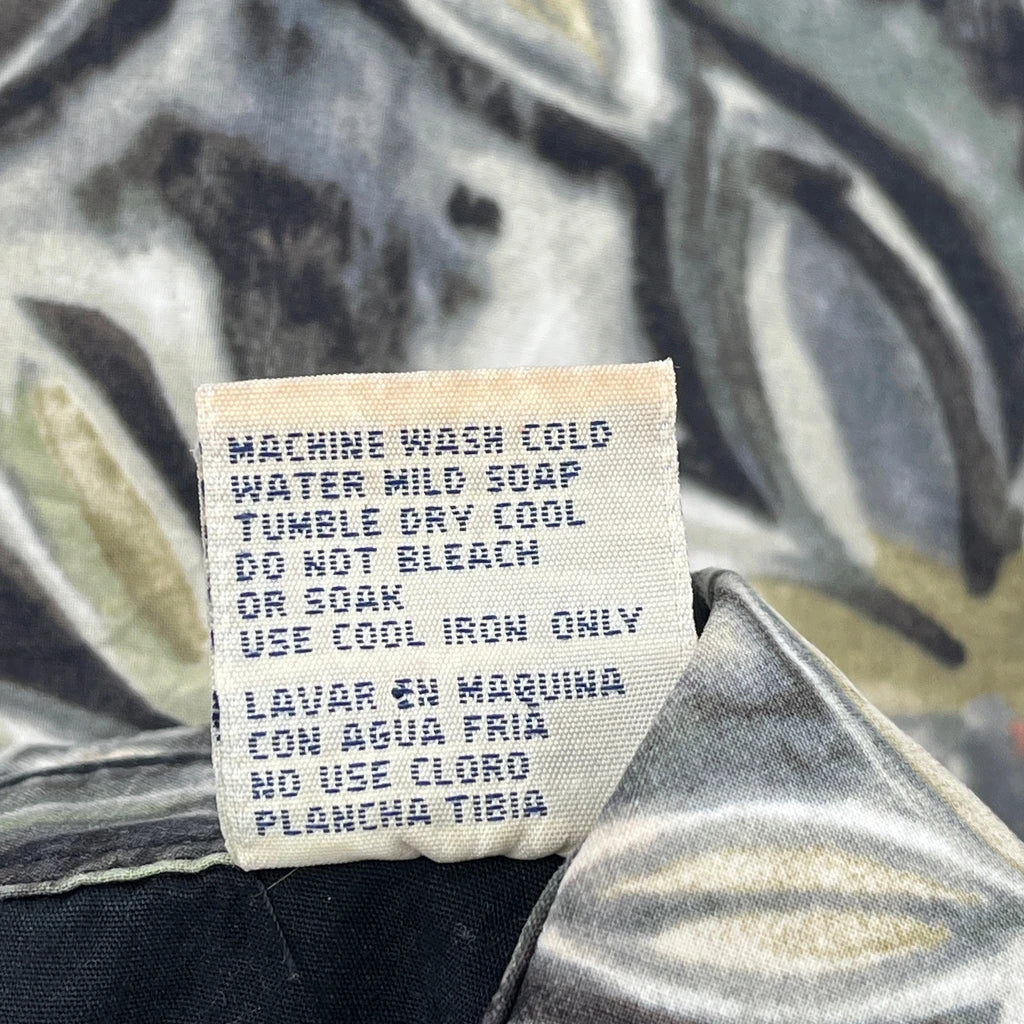 MACHINE WASH COLD
WATER MILD SOAP
TUMBLE DRY COOL
DO NOT BLEACH
OR SOAK
USE COOL IRON ONLY
LAVAR EN MAQUINA
CON AGUA FRIA
NO USE CLORO
PLANCHA TIBIA